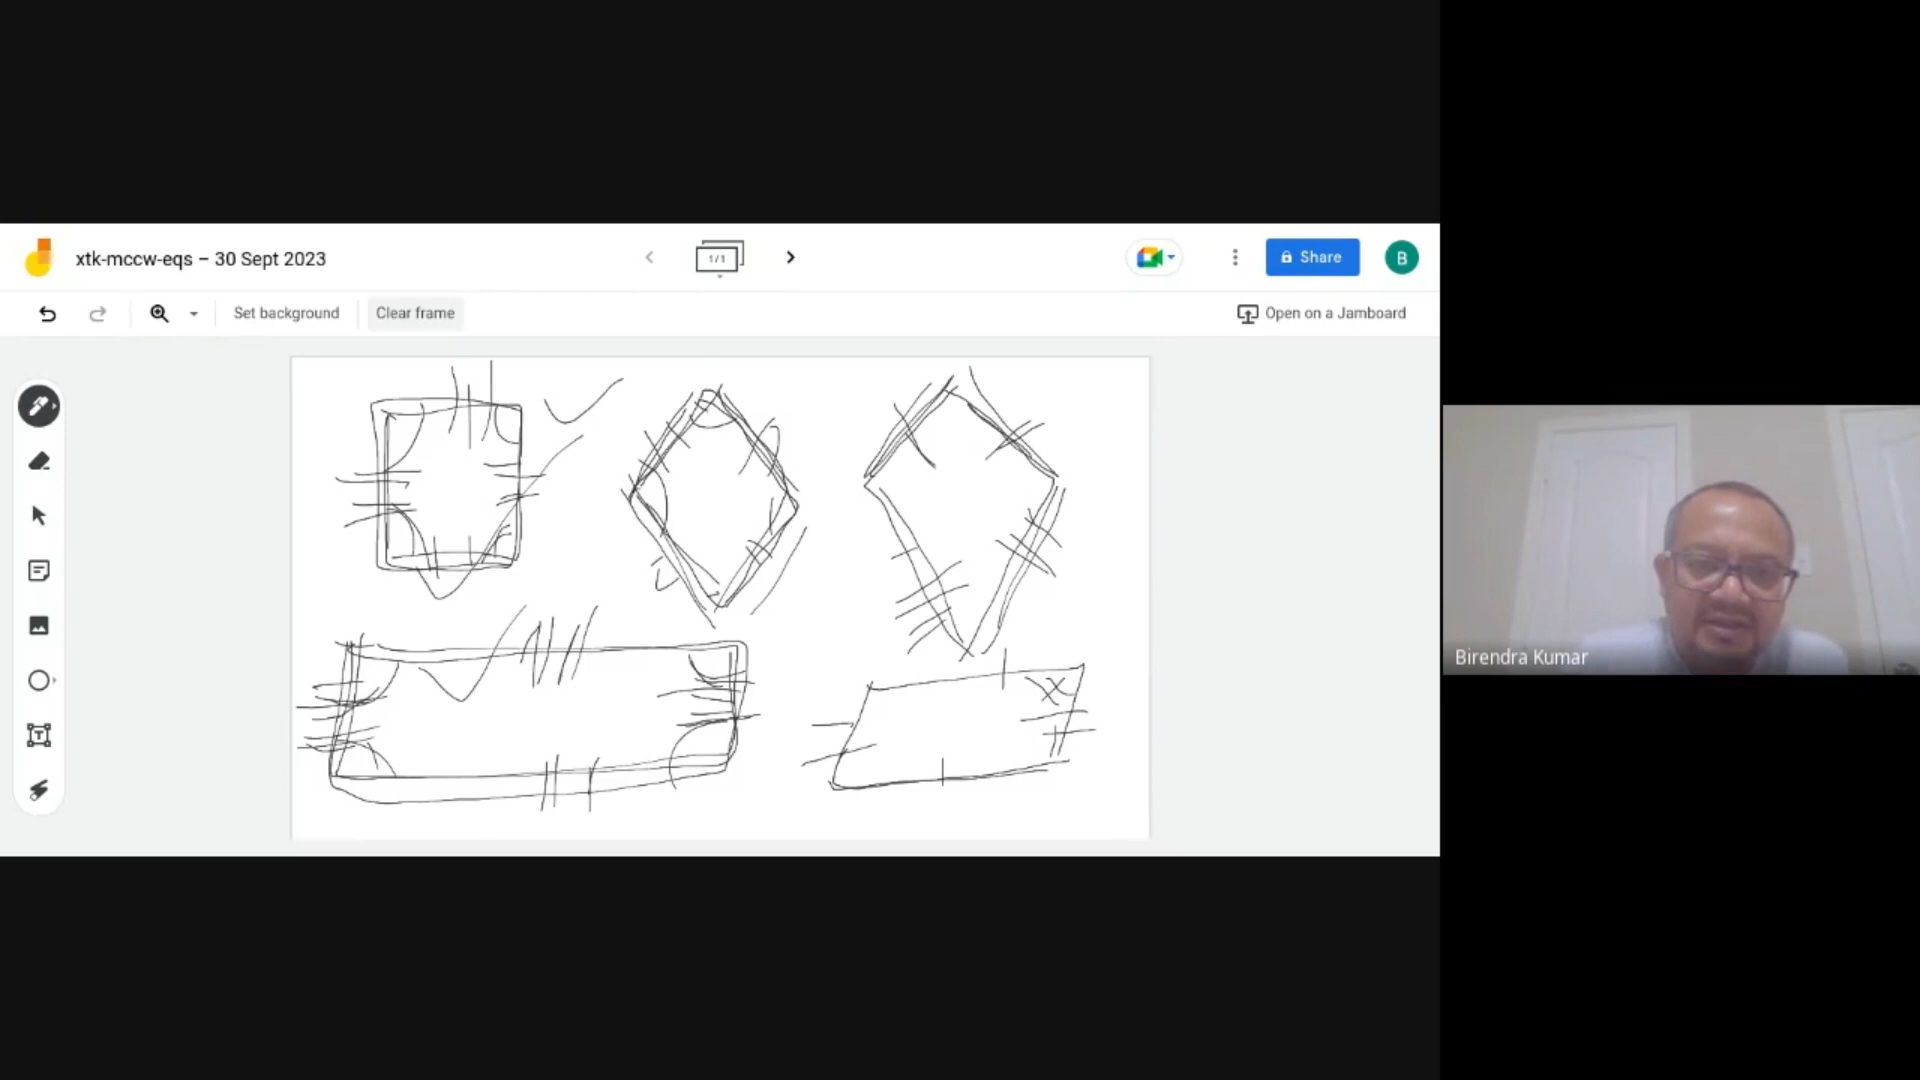 xtk-mccw-eqs – 30 Sept 2023
1/1
Share
B
Set background
Clear frame
Open on a Jamboard
Birendra Kumar